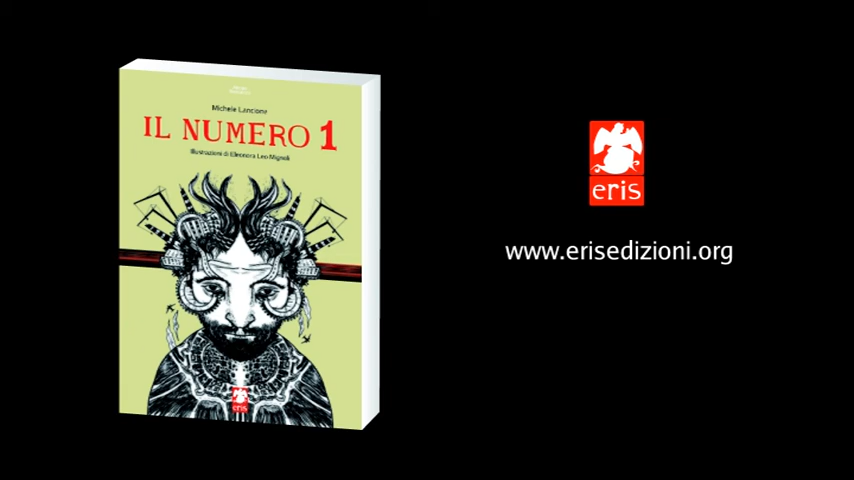 Michele Lancione
IL NUMERO 1
Illustrazioni di Eleonora Leo Mignoli
eris
eris
www.erisedizioni.org